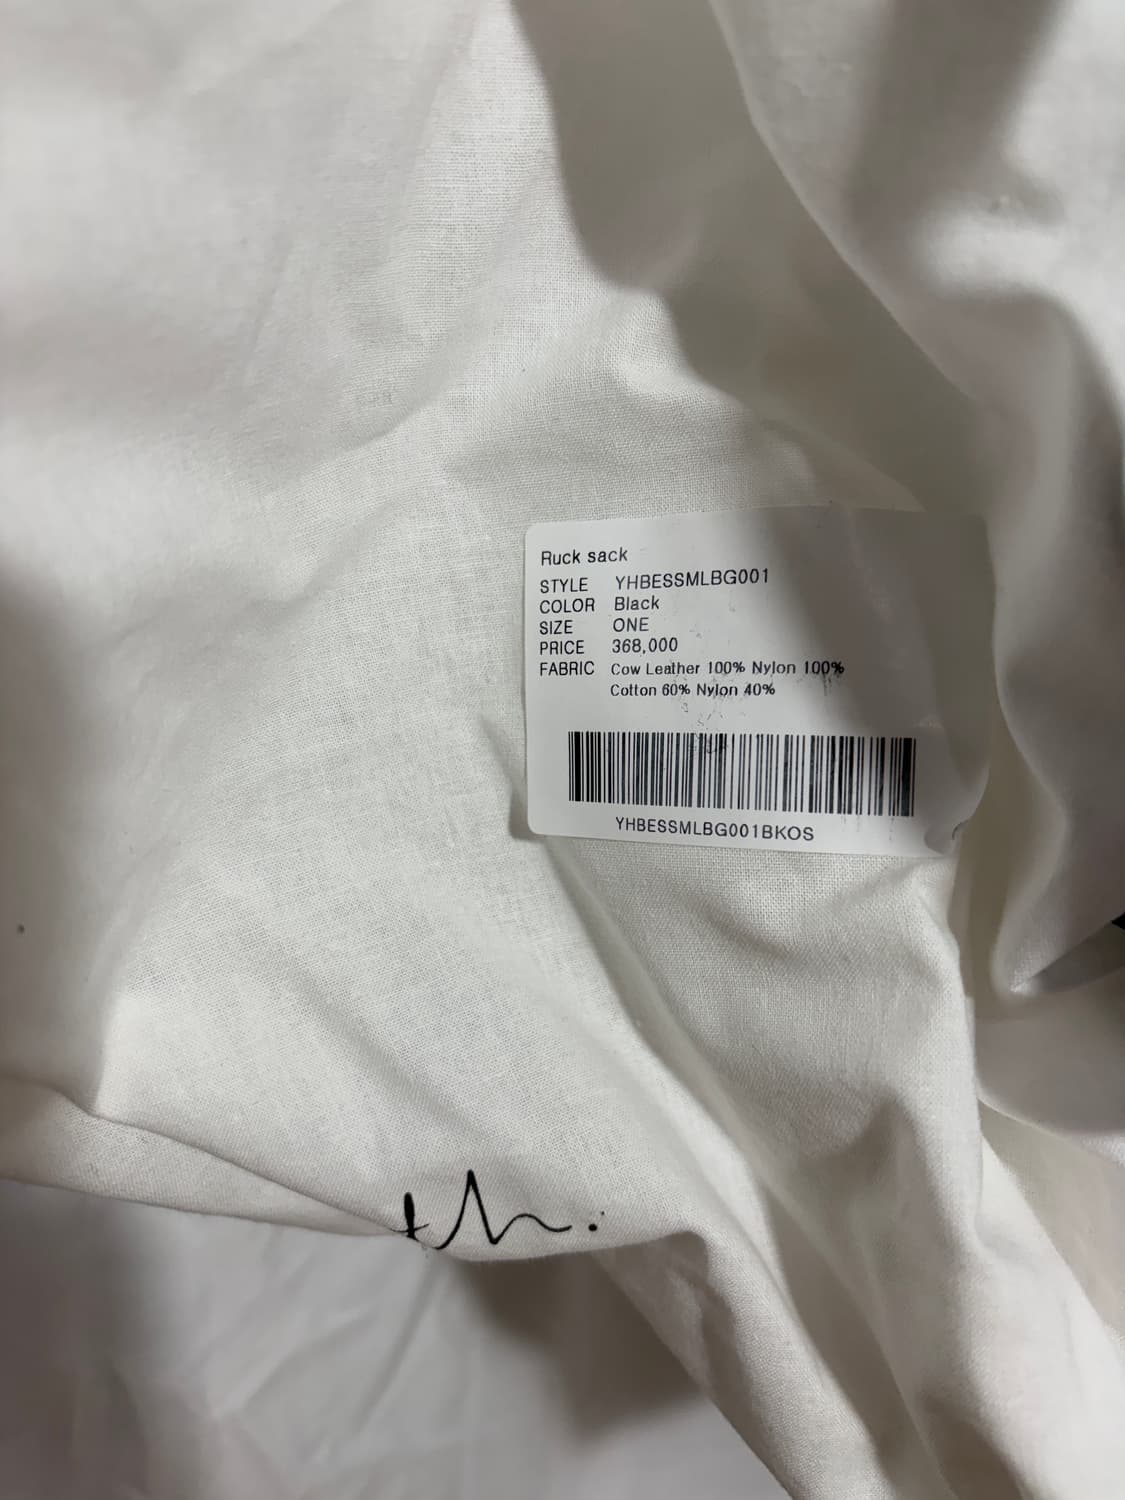 Ruck sack
STYLE YHBESSMLBG001
COLOR Black
SIZE ONE
PRICE 368,000
FABRIC Cow Leather 100% Nylon 100%
Cotton 60% Nylon 40%
YHBESSMLBG001BKOS
th.